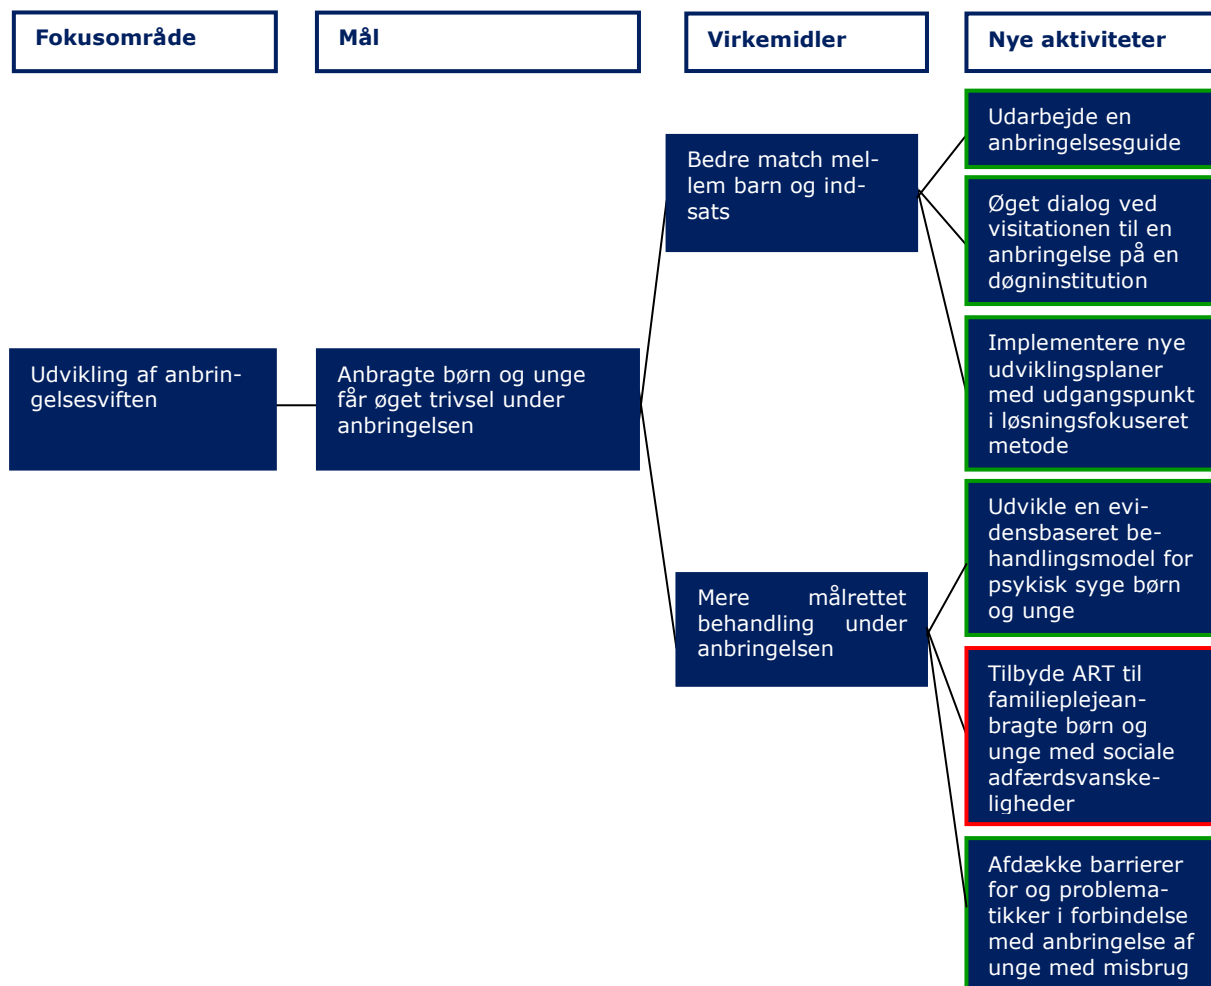 Fokusområde
Mål
Virkemidler
Nye aktiviteter
Udvikling af anbrin-
gelsesviften
Anbragte børn og unge
får øget trivsel under
anbringelsen
Bedre match mel-
lem barn og ind-
sats
Mere målrettet
behandling under
anbringelsen
Udarbejde en
anbringelsesguide
Øget dialog ved
visitationen til en
anbringelse på en
døgninstitution
Implementere nye
udviklingsplaner
med udgangspunkt
i løsningsfokuseret
metode
Udvikle en evi-
densbaseret be-
handlingsmodel for
psykisk syge børn
og unge
Tilbyde ART til
familieplejean-
bragte børn og
unge med sociale
adfærdsvanske-
ligheder
Afdække barrierer
for og problema-
tikker i forbindelse
med anbringelse af
unge med misbrug